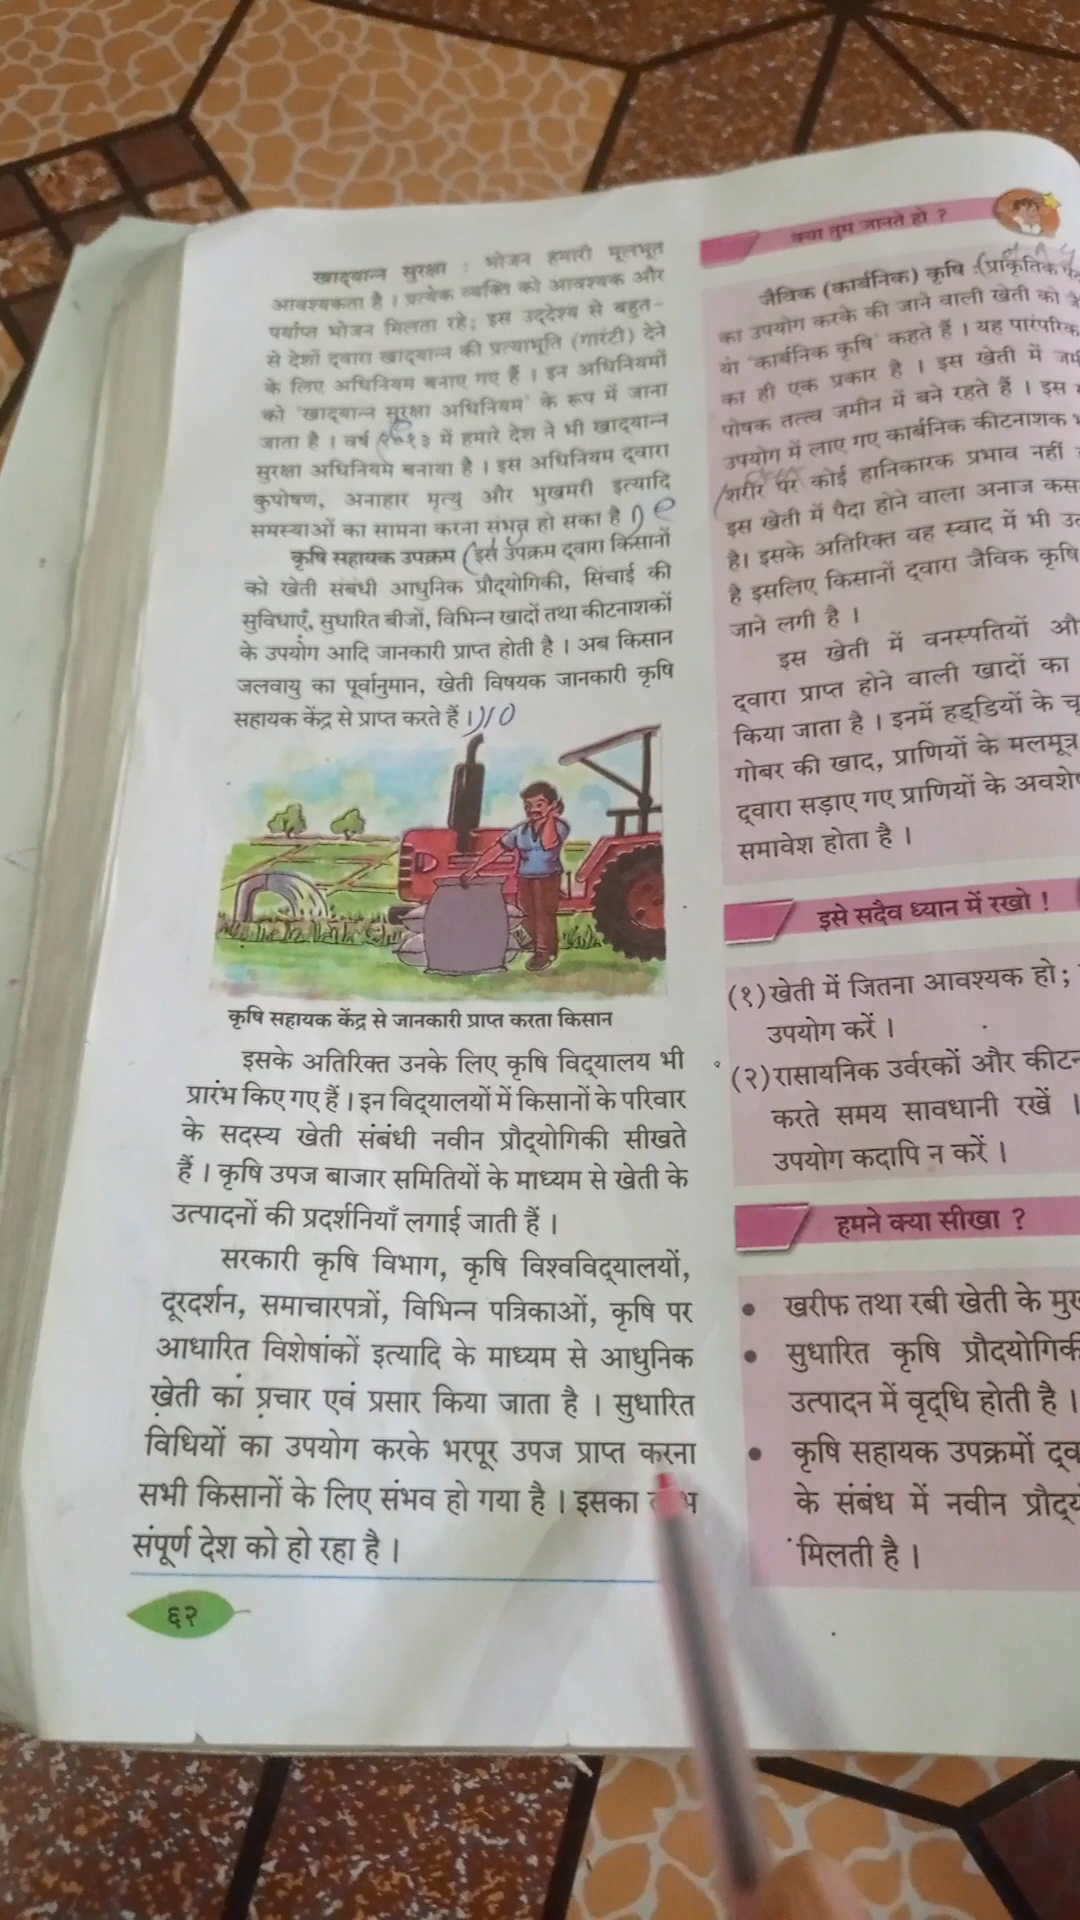 खाद्यान्न सुरक्षा : भोजन हमारी मूलभूत
आवश्यकता है । प्रत्येक व्यक्ति को आवश्यक और
पर्याप्त भोजन मिलता रहे; इस उद्देश्य से बहुत-
से देशों द्वारा खाद्यान्न की प्रत्याभूति (गारंटी) देने
के लिए अधिनियम बनाए गए हैं । इन अधिनियमों
को 'खाद्यान्न सुरक्षा अधिनियम' के रूप में जाना
जाता है । वर्ष २०१३ में हमारे देश ने भी खाद्यान्न
सुरक्षा अधिनियम बनाया है । इस अधिनियम द्वारा
कुपोषण, अनाहार मृत्यु और भुखमरी इत्यादि
समस्याओं का सामना करना संभव हो सका है
कृषि सहायक उपक्रम (इस उपक्रम द्वारा किसानों
को खेती संबंधी आधुनिक प्रौद्योगिकी, सिंचाई की
सुविधाएँ, सुधारित बीजों, विभिन्न खादों तथा कीटनाशकों
के उपयोग आदि जानकारी प्राप्त होती है । अब किसान
जलवायु का पूर्वानुमान, खेती विषयक जानकारी कृषि
सहायक केंद्र से प्राप्त करते हैं ।) 10
कृषि सहायक केंद्र से जानकारी प्राप्त करता किसान
इसके अतिरिक्त उनके लिए कृषि विद्यालय भी
प्रारंभ किए गए हैं । इन विद्यालयों में किसानों के परिवार
के सदस्य खेती संबंधी नवीन प्रौद्योगिकी सीखते
हैं । कृषि उपज बाजार समितियों के माध्यम से खेती के
उत्पादनों की प्रदर्शनियाँ लगाई जाती हैं ।
सरकारी कृषि विभाग, कृषि विश्वविद्यालयों,
दूरदर्शन, समाचारपत्रों, विभिन्न पत्रिकाओं, कृषि पर
आधारित विशेषांकों इत्यादि के माध्यम से आधुनिक
खेती का प्रचार एवं प्रसार किया जाता है । सुधारित
विधियों का उपयोग करके भरपूर उपज प्राप्त करना
सभी किसानों के लिए संभव हो गया है । इसका
संपूर्ण देश को हो रहा है ।
६२
क्या तुम जानते हो ?
जैविक (कार्बनिक) कृषि : (प्राकृतिक
का उपयोग करके की जाने वाली खेती को
या 'कार्बनिक कृषि' कहते हैं । यह पारंपरिक
का ही एक प्रकार है । इस खेती में
पोषक तत्त्व जमीन में बने रहते हैं । इस
उपयोग में लाए गए कार्बनिक कीटनाशक
(शरीर पर कोई हानिकारक प्रभाव नहीं
इस खेती में पैदा होने वाला अनाज
है। इसके अतिरिक्त वह स्वाद में भी
है इसलिए किसानों द्वारा जैविक कृषि
जाने लगी है ।
इस खेती में वनस्पतियों
द्वारा प्राप्त होने वाली खादों का
किया जाता है । इनमें हड्डियों के
गोबर की खाद, प्राणियों के मलमूत्र
द्वारा सड़ाए गए प्राणियों के
समावेश होता है ।
इसे सदैव ध्यान में रखो !
(१) खेती में जितना आवश्यक हो;
उपयोग करें ।
(२) रासायनिक उर्वरकों और
करते समय सावधानी रखें ।
उपयोग कदापि न करें ।
हमने क्या सीखा ?
• खरीफ तथा रबी खेती के
• सुधारित कृषि
उत्पादन में वृद्धि होती है ।
• कृषि सहायक उपक्रमों
के संबंध में नवीन
मिलती है ।